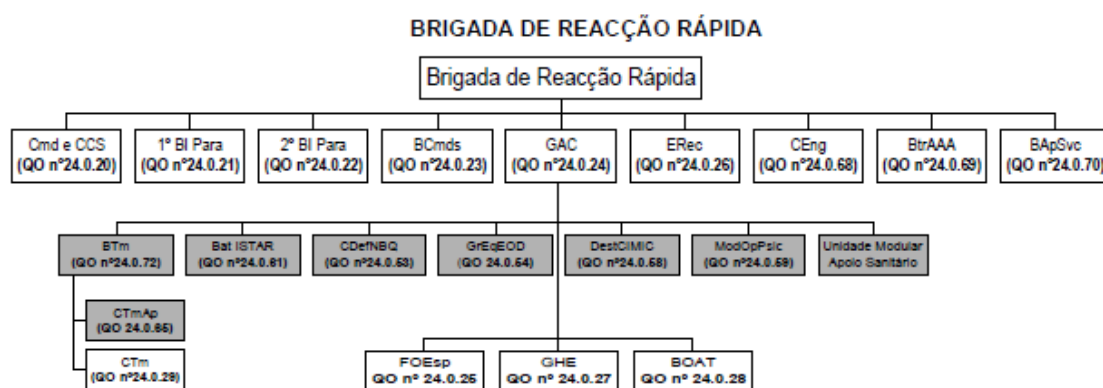 BRIGADA DE REACÇÃO RÁPIDA
Brigada de Reacção Rápida
Cmd e CCS
(QO nº24.0.20)
1º BI Para
(QO nº24.0.21)
2º BI Para
(QO nº24.0.22)
BCmds
(QO nº24.0.23)
GAC
(QO nº24.0.24)
ERec
(QO nº24.0.26)
CEng
(QO nº24.0.68)
BtrAAA
(QO nº24.0.69)
BApSvc
(QO nº24.0.70)
BTm
(QO nº24.0.72)
Bat ISTAR
(QO nº24.0.61)
CDefNBQ
(QO nº24.0.53)
GrEqEOD
(QO 24.0.54)
DestCIMIC
(QO nº24.0.58)
ModOpPsic
(QO nº24.0.59)
Unidade Modular
Apoio Sanitário
CTmAp
(QO 24.0.65)
CTm
(QO nº24.0.29)
FOEsp
QO nº 24.0.25
GHE
QO nº 24.0.27
BOAT
QO nº 24.0.28